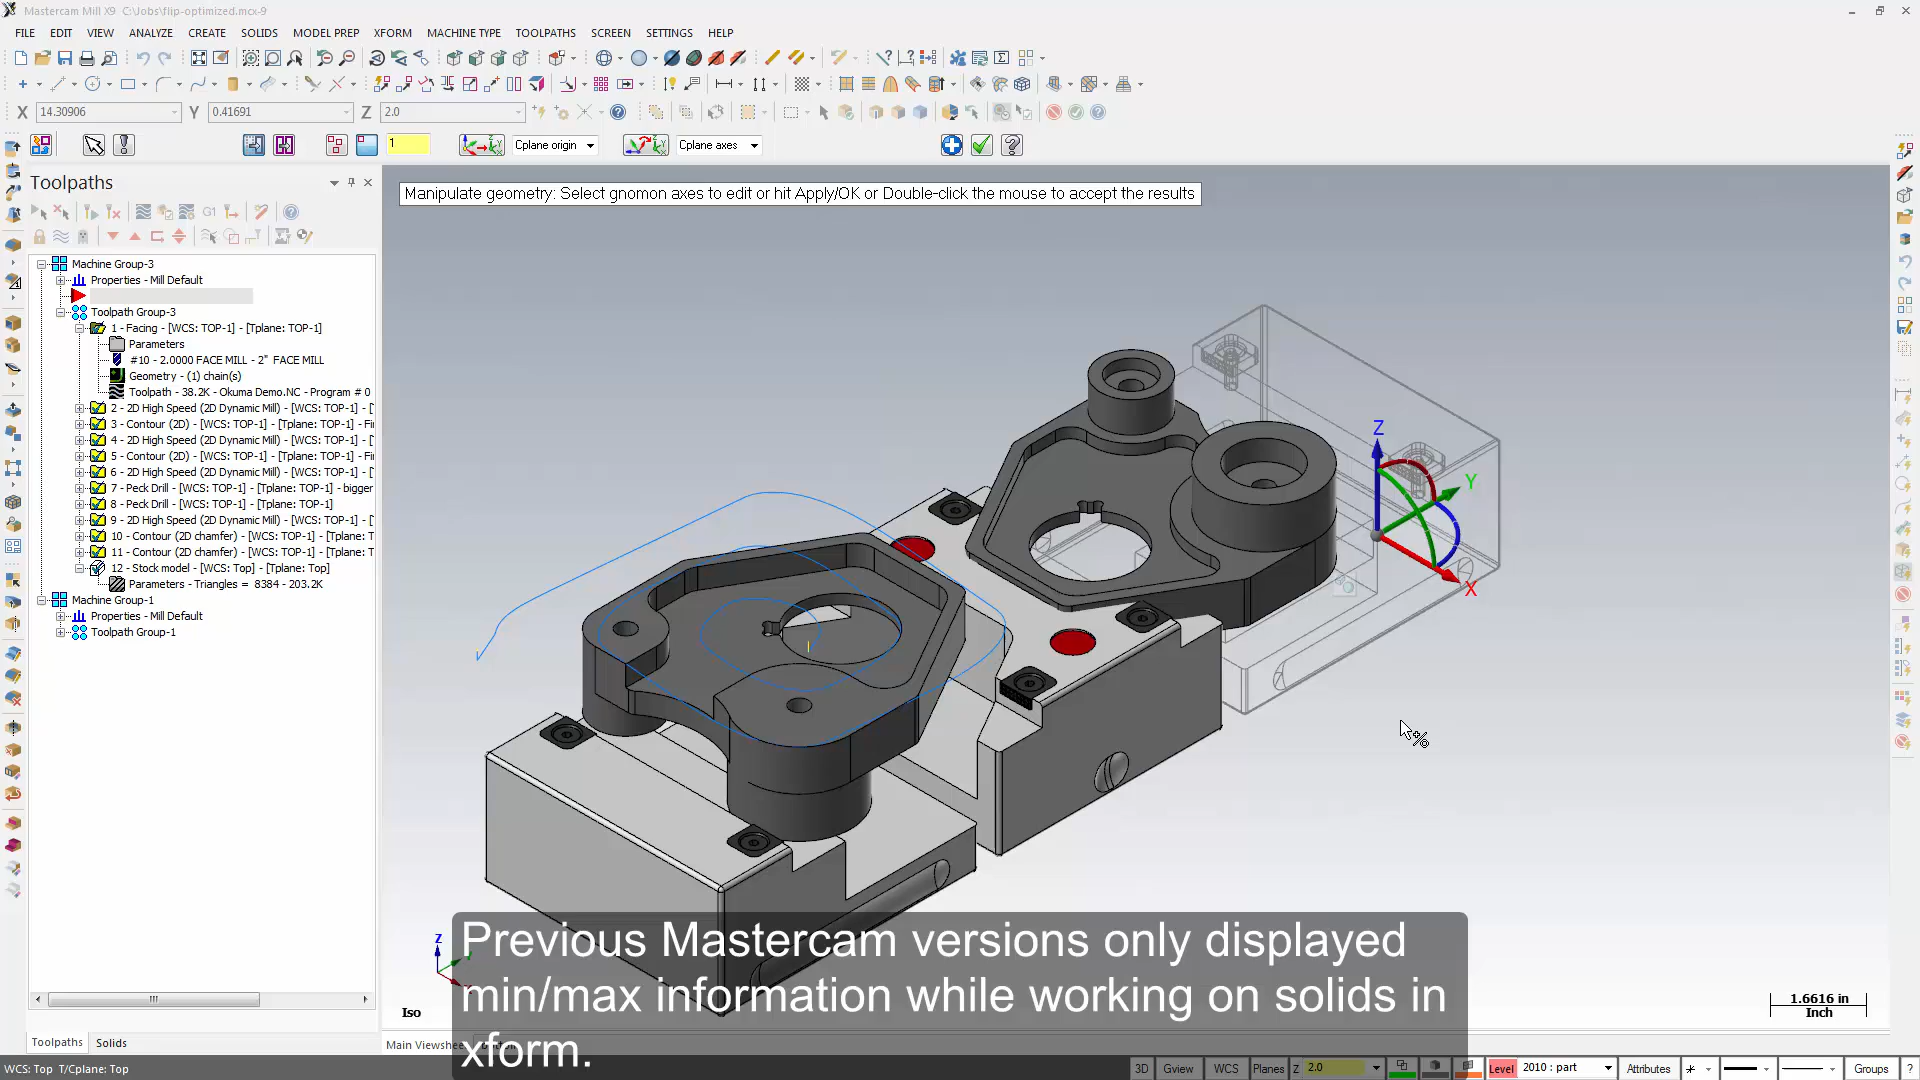 Mastercam Mill X9 C:\Jobs\flip-optimized.mcx-9
FILE EDIT VIEW ANALYZE CREATE SOLIDS MODEL PREP XFORM MACHINE TYPE TOOLPATHS SCREEN SETTINGS HELP
X 14.30906 Y 0.41691 Z 2.0
1 Cplane origin Cplane axes
Toolpaths
Manipulate geometry: Select gnomon axes to edit or hit Apply/OK or Double-click the mouse to accept the results
G1
Machine Group-3
Properties - Mill Default
Toolpath Group-3
1 - Facing - [WCS: TOP-1] - [Tplane: TOP-1]
Parameters
#10 - 2.0000 FACE MILL - 2" FACE MILL
Geometry - (1) chain(s)
Toolpath - 38.2K - Okuma Demo.NC - Program # 0
2 - 2D High Speed (2D Dynamic Mill) - [WCS: TOP-1] - [
3 - Contour (2D) - [WCS: TOP-1] - [Tplane: TOP-1] - Fi
4 - 2D High Speed (2D Dynamic Mill) - [WCS: TOP-1] - [
5 - Contour (2D) - [WCS: TOP-1] - [Tplane: TOP-1] - Fi
6 - 2D High Speed (2D Dynamic Mill) - [WCS: TOP-1] - [
7 - Peck Drill - [WCS: TOP-1] - [Tplane: TOP-1] - bigger
8 - Peck Drill - [WCS: TOP-1] - [Tplane: TOP-1]
9 - 2D High Speed (2D Dynamic Mill) - [WCS: TOP-1] - [
10 - Contour (2D chamfer) - [WCS: TOP-1] - [Tplane: T
11 - Contour (2D chamfer) - [WCS: TOP-1] - [Tplane: T
12 - Stock model - [WCS: Top] - [Tplane: Top]
Parameters - Triangles = 8384 - 203.2K
Machine Group-1
Properties - Mill Default
Toolpath Group-1
Z
Y
X
Z
Previous Mastercam versions only displayed
min/max information while working on solids in
xform.
Iso
1.6616 in
Inch
Toolpaths Solids
Main Viewshee
WCS: Top T/Cplane: Top
3D Gview WCS Planes Z 2.0 Level 2010 : part Attributes Groups ?